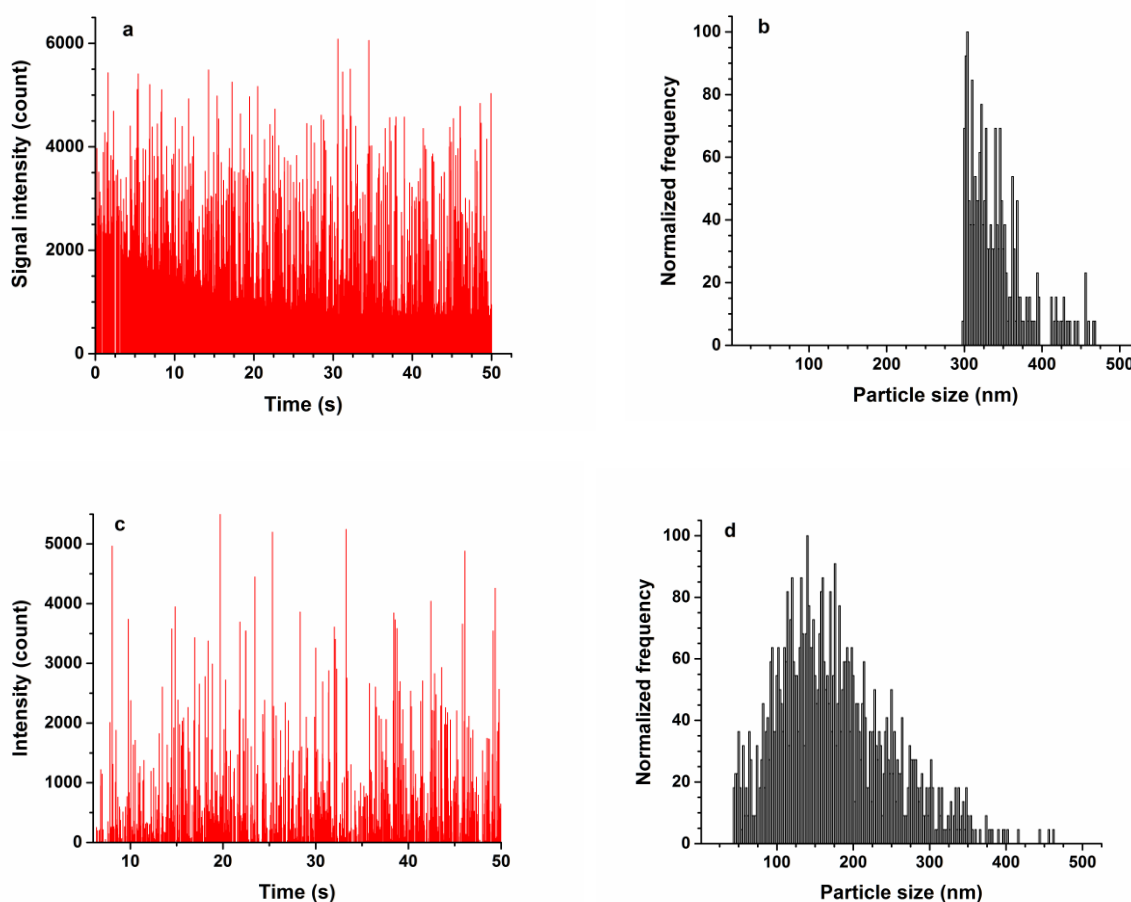 a
Signal intensity (count)
6000
4000
2000
0
0 10 20 30 40 50
Time (s)
b
Normalized frequency
100
80
60
40
20
0
100 200 300 400 500
Particle size (nm)
c
Intensity (count)
5000
4000
3000
2000
1000
0
10 20 30 40 50
Time (s)
d
Normalized frequency
100
80
60
40
20
0
100 200 300 400 500
Particle size (nm)